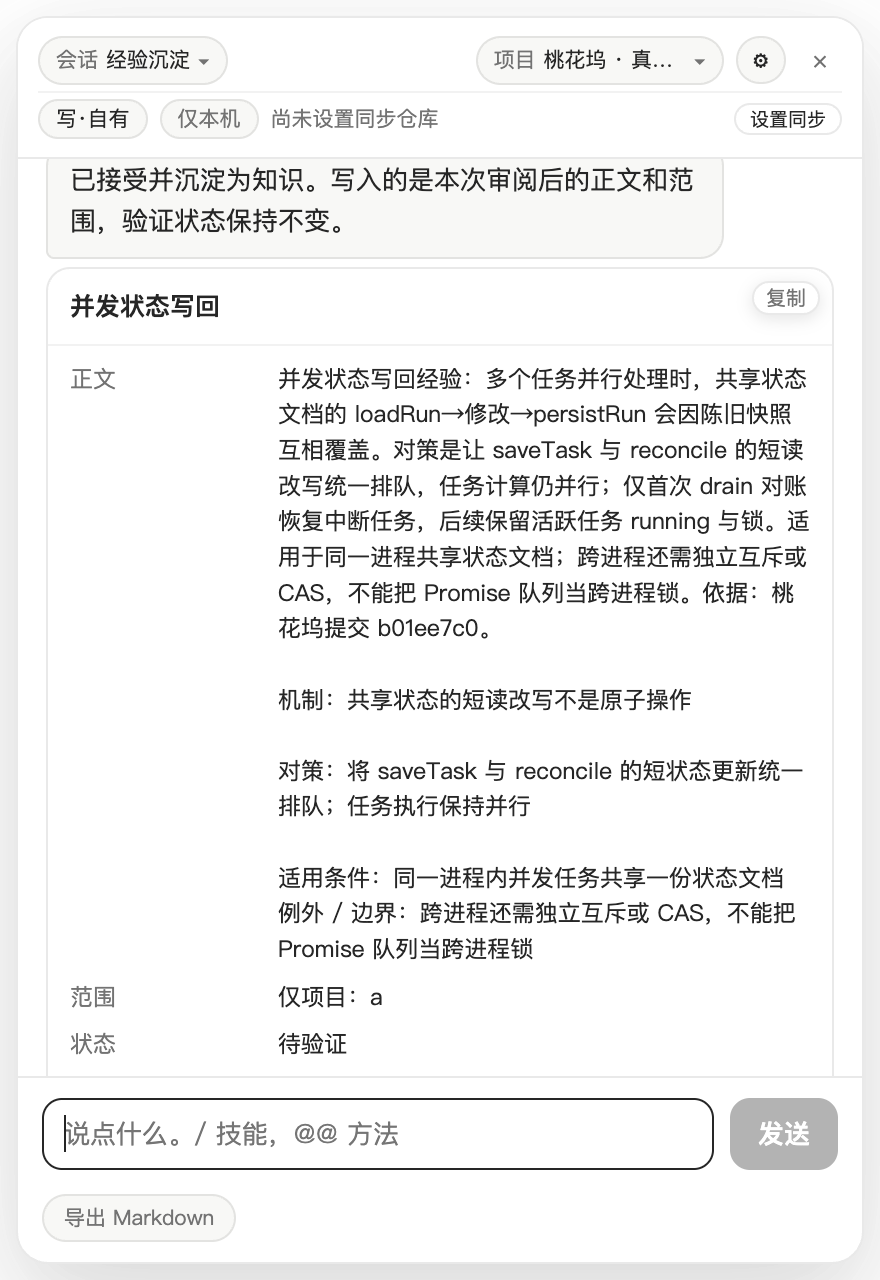 会话 经验沉淀
项目 桃花坞 · 真…
写·自有 仅本机 尚未设置同步仓库 设置同步
已接受并沉淀为知识。写入的是本次审阅后的正文和范
围，验证状态保持不变。
并发状态写回
复制
正文
并发状态写回经验：多个任务并行处理时，共享状态
文档的 loadRun→修改→persistRun 会因陈旧快照
互相覆盖。对策是让 saveTask 与 reconcile 的短读
改写统一排队，任务计算仍并行；仅首次 drain 对账
恢复中断任务，后续保留活跃任务 running 与锁。适
用于同一进程共享状态文档；跨进程还需独立互斥或
CAS，不能把 Promise 队列当跨进程锁。依据：桃
花坞提交 b01ee7c0。
机制：共享状态的短读改写不是原子操作
对策：将 saveTask 与 reconcile 的短状态更新统一
排队；任务执行保持并行
适用条件：同一进程内并发任务共享一份状态文档
例外 / 边界：跨进程还需独立互斥或 CAS，不能把
Promise 队列当跨进程锁
范围 仅项目：a
状态 待验证
说点什么。/ 技能，@@ 方法
发送
导出 Markdown